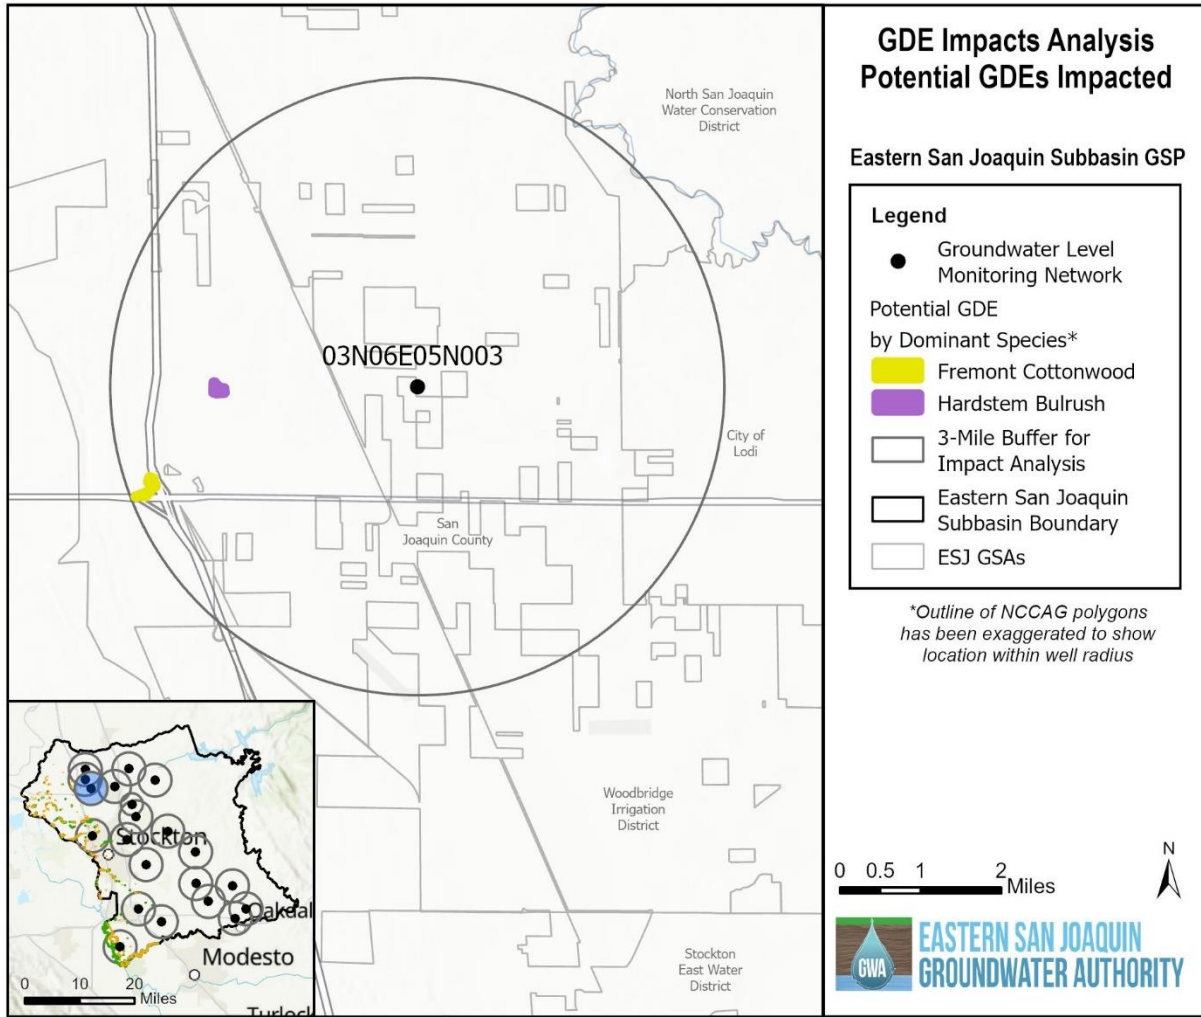 North San Joaquin
Water Conservation
District
03N06E05N003
City of
Lodi
San
Joaquin County
Woodbridge
Irrigation
District
Stockton
East Water
District
Stockton
Oakdal
Modesto
Turlock
0 10 20
Miles
GDE Impacts Analysis
Potential GDEs Impacted
Eastern San Joaquin Subbasin GSP
Legend
Groundwater Level
Monitoring Network
Potential GDE
by Dominant Species*
Fremont Cottonwood
Hardstem Bulrush
3-Mile Buffer for
Impact Analysis
Eastern San Joaquin
Subbasin Boundary
ESJ GSAs
*Outline of NCCAG polygons
has been exaggerated to show
location within well radius
N
0 0.5 1 2
Miles
GWA
EASTERN SAN JOAQUIN
GROUNDWATER AUTHORITY